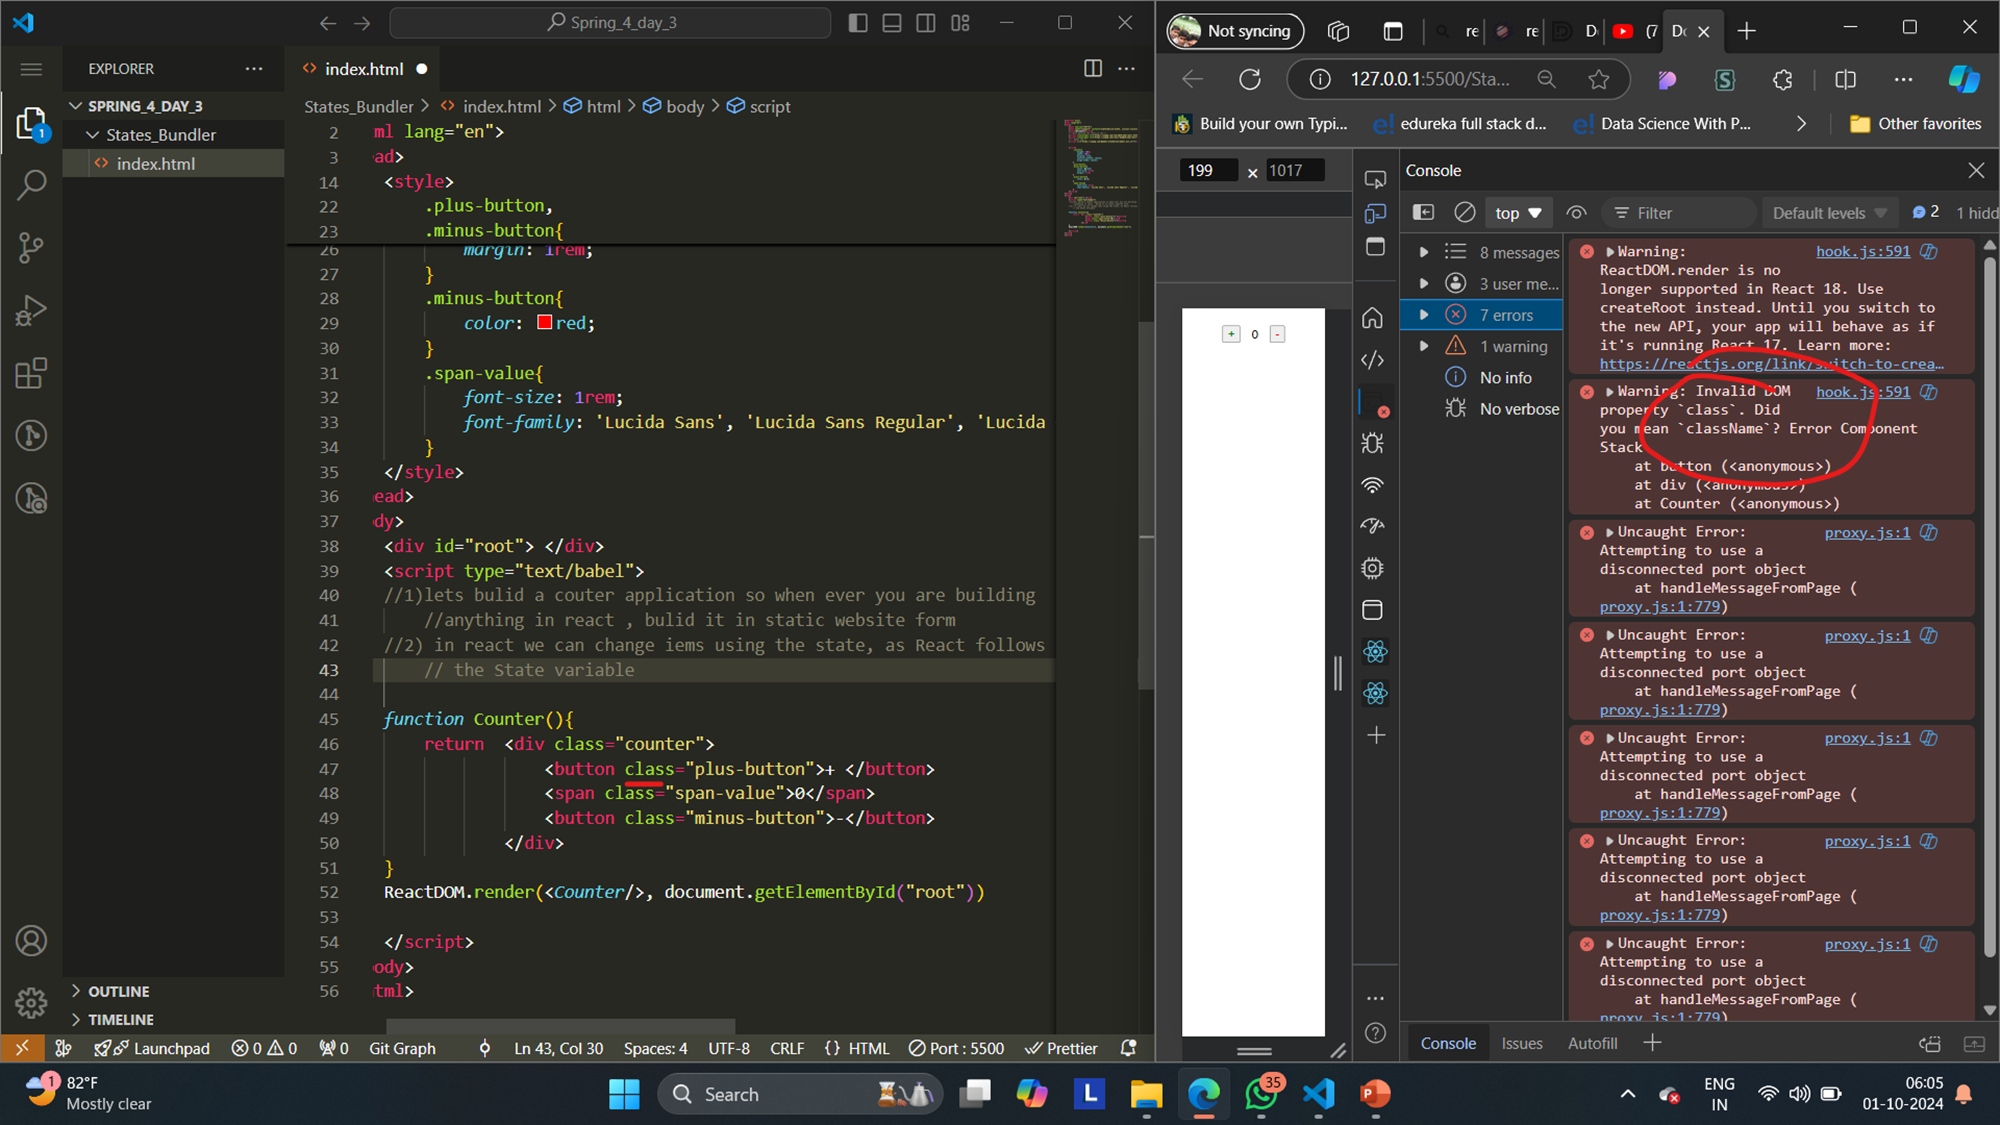 Spring_4_day_3
EXPLORER
SPRING_4_DAY_3
States_Bundler
index.html
OUTLINE
TIMELINE
1
index.html
States_Bundler > index.html > html > body > script
2 ml lang="en">
3 ad>
14 <style>
22 .plus-button,
23 .minus-button{
26 margin: 1rem;
27 }
28 .minus-button{
29 color: red;
30 }
31 .span-value{
32 font-size: 1rem;
33 font-family: 'Lucida Sans', 'Lucida Sans Regular', 'Lucida
34 }
35 </style>
36 ead>
37 dy>
38 <div id="root"> </div>
39 <script type="text/babel">
40 //1)lets bulid a couter application so when ever you are building
41 //anything in react , bulid it in static website form
42 //2) in react we can change iems using the state, as React follows
43 // the State variable
44
45 function Counter(){
46 return <div class="counter">
47 <button class="plus-button">+ </button>
48 <span class="span-value">0</span>
49 <button class="minus-button">-</button>
50 </div>
51 }
52 ReactDOM.render(<Counter/>, document.getElementById("root"))
53
54 </script>
55 body>
56 tml>
Launchpad 0 0 0 Git Graph Ln 43, Col 30 Spaces: 4 UTF-8 CRLF {} HTML Port : 5500 Prettier
Not syncing re re D (7 Do
127.0.0.1:5500/Sta...
Build your own Typi... edureka full stack d... Data Science With P... Other favorites
199 × 1017
+ 0 -
Console
top Filter Default levels 2 1 hidd
8 messages
3 user me...
7 errors
1 warning
No info
No verbose
Warning: hook.js:591
ReactDOM.render is no
longer supported in React 18. Use
createRoot instead. Until you switch to
the new API, your app will behave as if
it's running React 17. Learn more:
https://reactjs.org/link/switch-to-crea…
Warning: Invalid DOM hook.js:591
property `class`. Did
you mean `className`? Error Component
Stack
at button (<anonymous>)
at div (<anonymous>)
at Counter (<anonymous>)
Uncaught Error: proxy.js:1
Attempting to use a
disconnected port object
at handleMessageFromPage (
proxy.js:1:779)
Uncaught Error: proxy.js:1
Attempting to use a
disconnected port object
at handleMessageFromPage (
proxy.js:1:779)
Uncaught Error: proxy.js:1
Attempting to use a
disconnected port object
at handleMessageFromPage (
proxy.js:1:779)
Uncaught Error: proxy.js:1
Attempting to use a
disconnected port object
at handleMessageFromPage (
proxy.js:1:779)
Uncaught Error: proxy.js:1
Attempting to use a
disconnected port object
at handleMessageFromPage (
proxy.js:1:779)
Console Issues Autofill
1
82°F
Mostly clear
Search
L
35
P
ENG
IN
06:05
01-10-2024